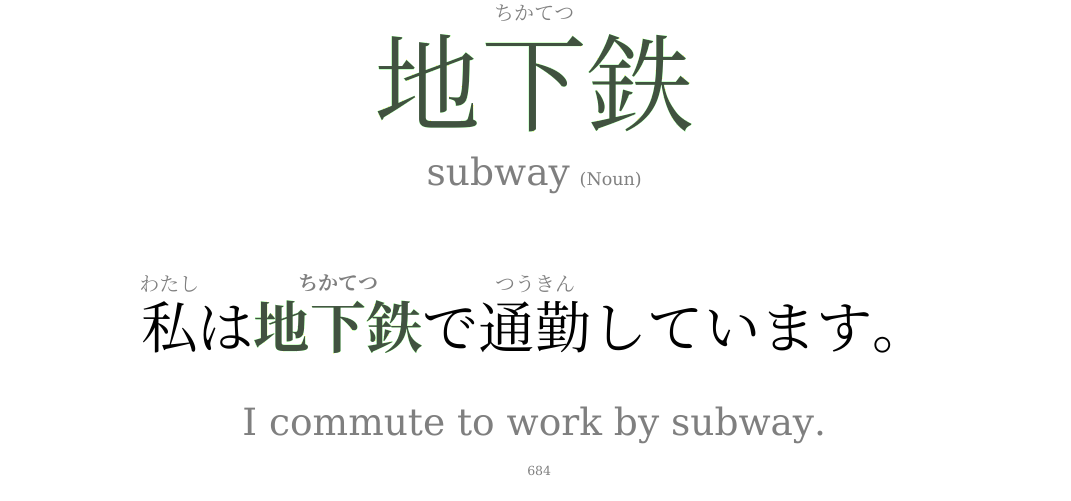 ちかてつ
地下鉄
subway (Noun)
わたし ちかてつ つうきん
私は地下鉄で通勤しています。
I commute to work by subway.
684